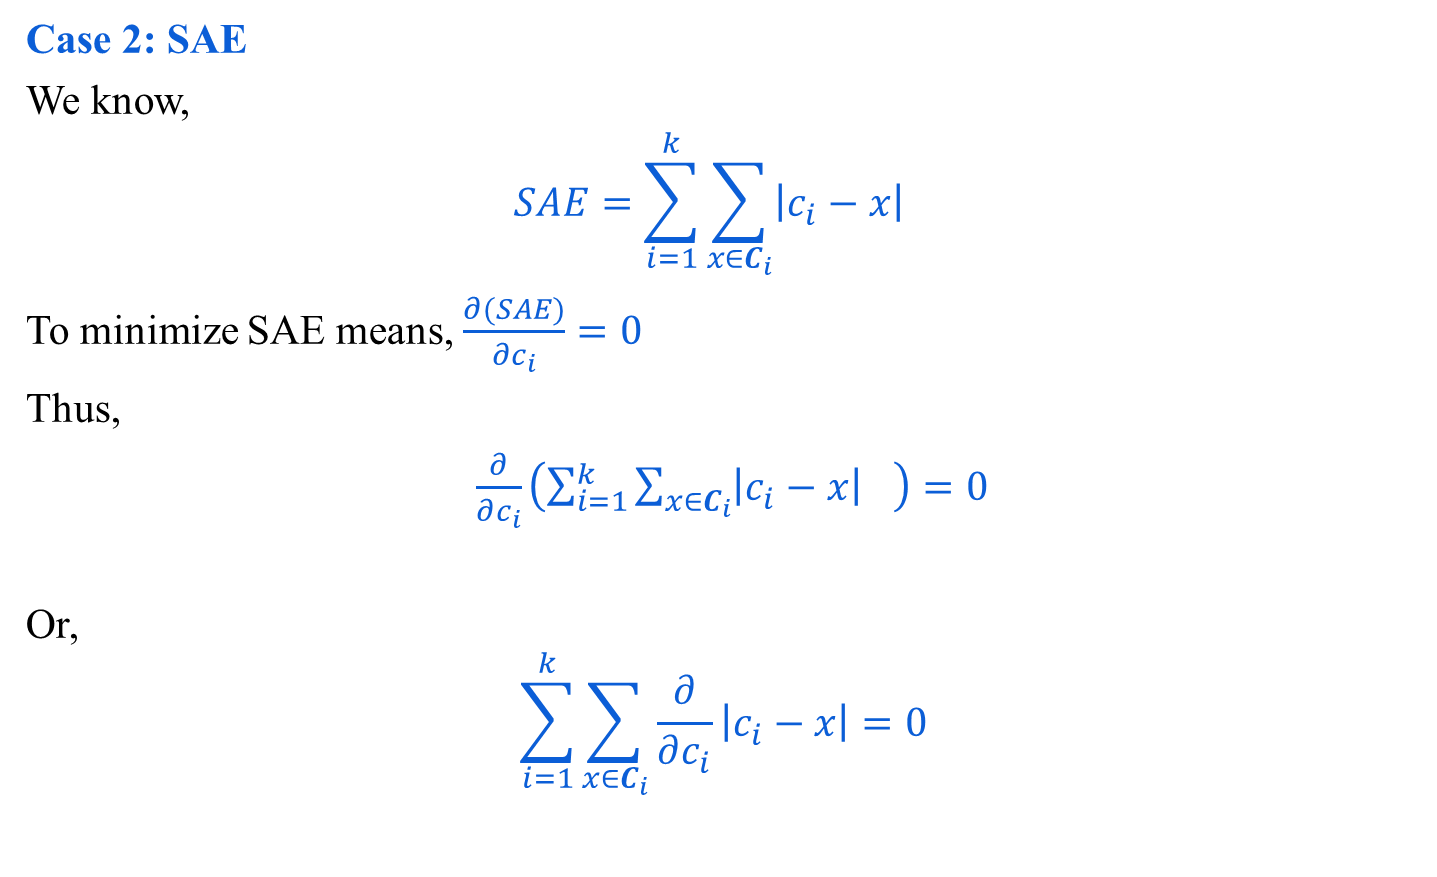 Case 2: SAE
We know,
𝑆𝐴𝐸 = ∑_{𝑖=1}^{𝑘} ∑_{𝑥∈𝑪_𝑖} |𝑐_𝑖 − 𝑥|
To minimize SAE means, ∂(𝑆𝐴𝐸)/∂𝑐_𝑖 = 0
Thus,
∂/∂𝑐_𝑖 (∑_{𝑖=1}^{𝑘} ∑_{𝑥∈𝑪_𝑖} |𝑐_𝑖 − 𝑥| ) = 0
Or,
∑_{𝑖=1}^{𝑘} ∑_{𝑥∈𝑪_𝑖} ∂/∂𝑐_𝑖 |𝑐_𝑖 − 𝑥| = 0